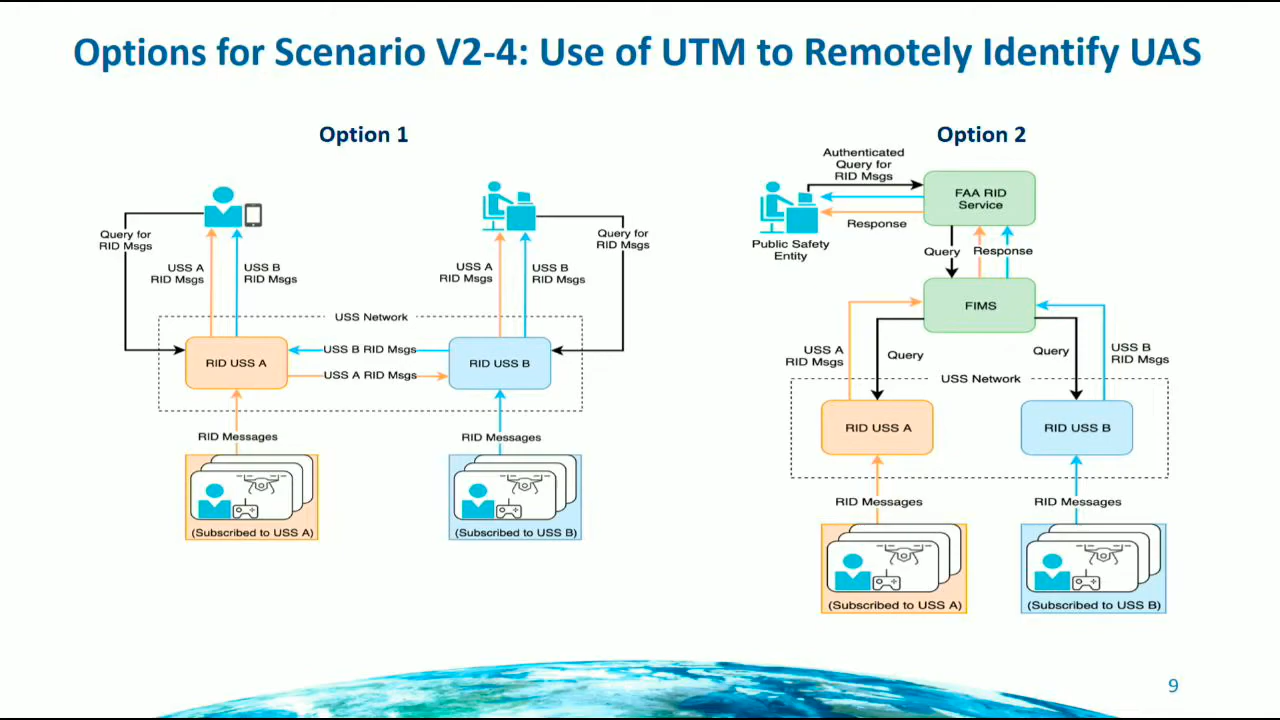 Options for Scenario V2-4: Use of UTM to Remotely Identify UAS
Option 1
Query for
RID Msgs
USS A
RID Msgs
USS B
RID Msgs
USS A
RID Msgs
USS B
RID Msgs
Query for
RID Msgs
USS Network
RID USS A
USS B RID Msgs
USS A RID Msgs
RID USS B
RID Messages
RID Messages
(Subscribed to USS A)
(Subscribed to USS B)
Option 2
Authenticated
Query for
RID Msgs
FAA RID
Service
Response
Public Safety
Entity
Query
Response
FIMS
USS A
RID Msgs
Query
Query
USS B
RID Msgs
USS Network
RID USS A
RID USS B
RID Messages
RID Messages
(Subscribed to USS A)
(Subscribed to USS B)
9